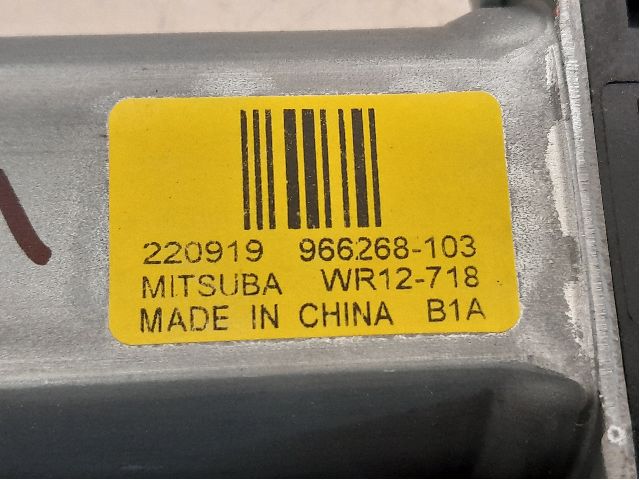 220919 966268-103
MITSUBA WR12-718
MADE IN CHINA B1A